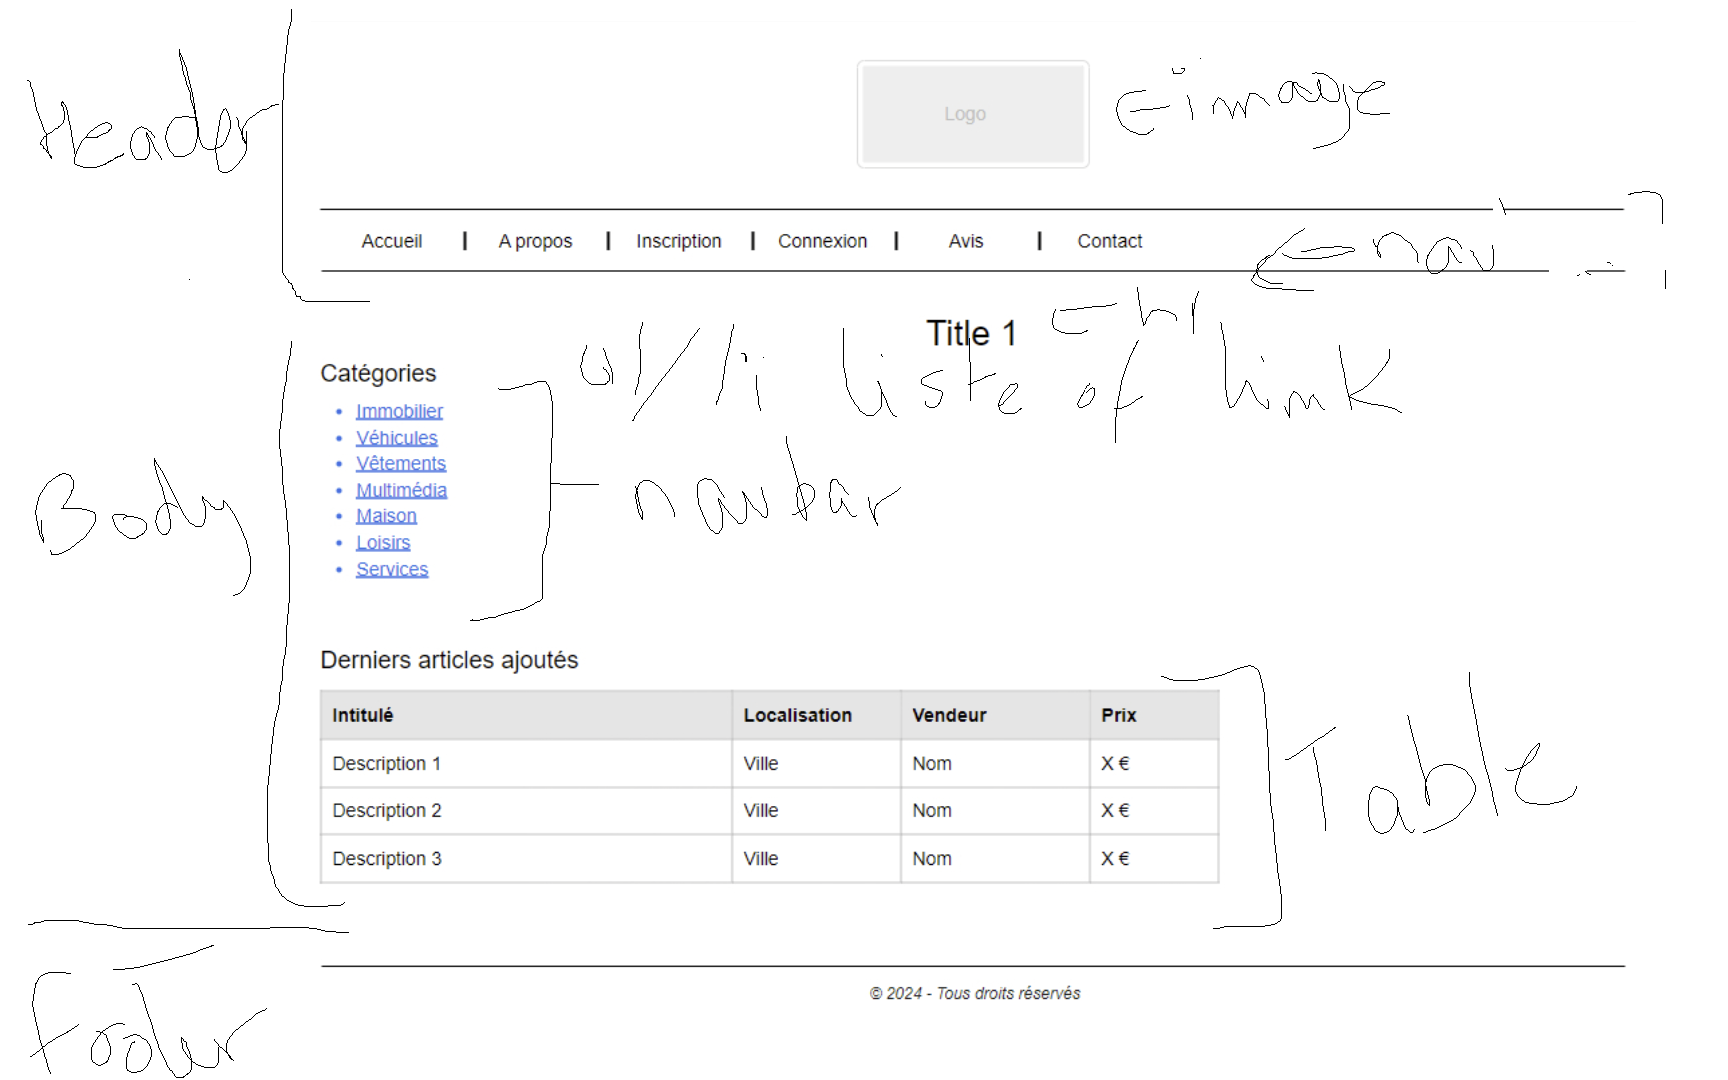 Header
Logo
image
Accueil | A propos | Inscription | Connexion | Avis | Contact
nav
Title 1
h1
Catégories
ul/li liste of link
Immobilier
Véhicules
Vêtements
Multimédia
Maison
Loisirs
Services
navbar
Body
Derniers articles ajoutés
Intitulé Localisation Vendeur Prix
Description 1 Ville Nom X €
Description 2 Ville Nom X €
Description 3 Ville Nom X €
Table
Footer
© 2024 - Tous droits réservés